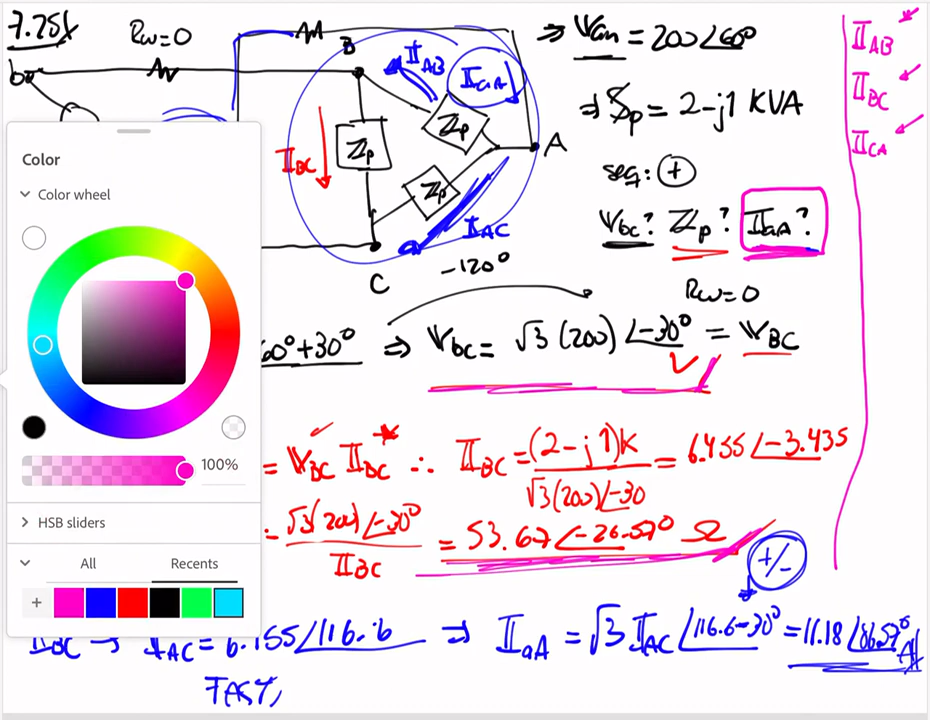 7.75X
Rw=0
⇒ Van = 200∠60°
⇒ Sp = 2-j1 KVA
seq: (+)
Vbc? Zp? IaA?
Rw=0
b
B
A
C
Zp
Zp
Zp
IAB
ICA
IBC
IAC
-120°
IAB
IBC
ICA
60°+30° ⇒ Vbc = √3 (200) ∠-30° = VBC
= VBC IBC* ∴ IBC = (2-j1)k / √3(200)∠-30 = 6.455 ∠-3.435
= √3(200)∠-30° / IBC = 53.67 ∠-26.57° Ω
+/-
IBC → IAC = 6.455 ∠116.6 ⇒ IaA = √3 IAC ∠116.6-30° = 11.18 ∠86.57° A
FAST,
Color
Color wheel
100%
HSB sliders
All
Recents
+